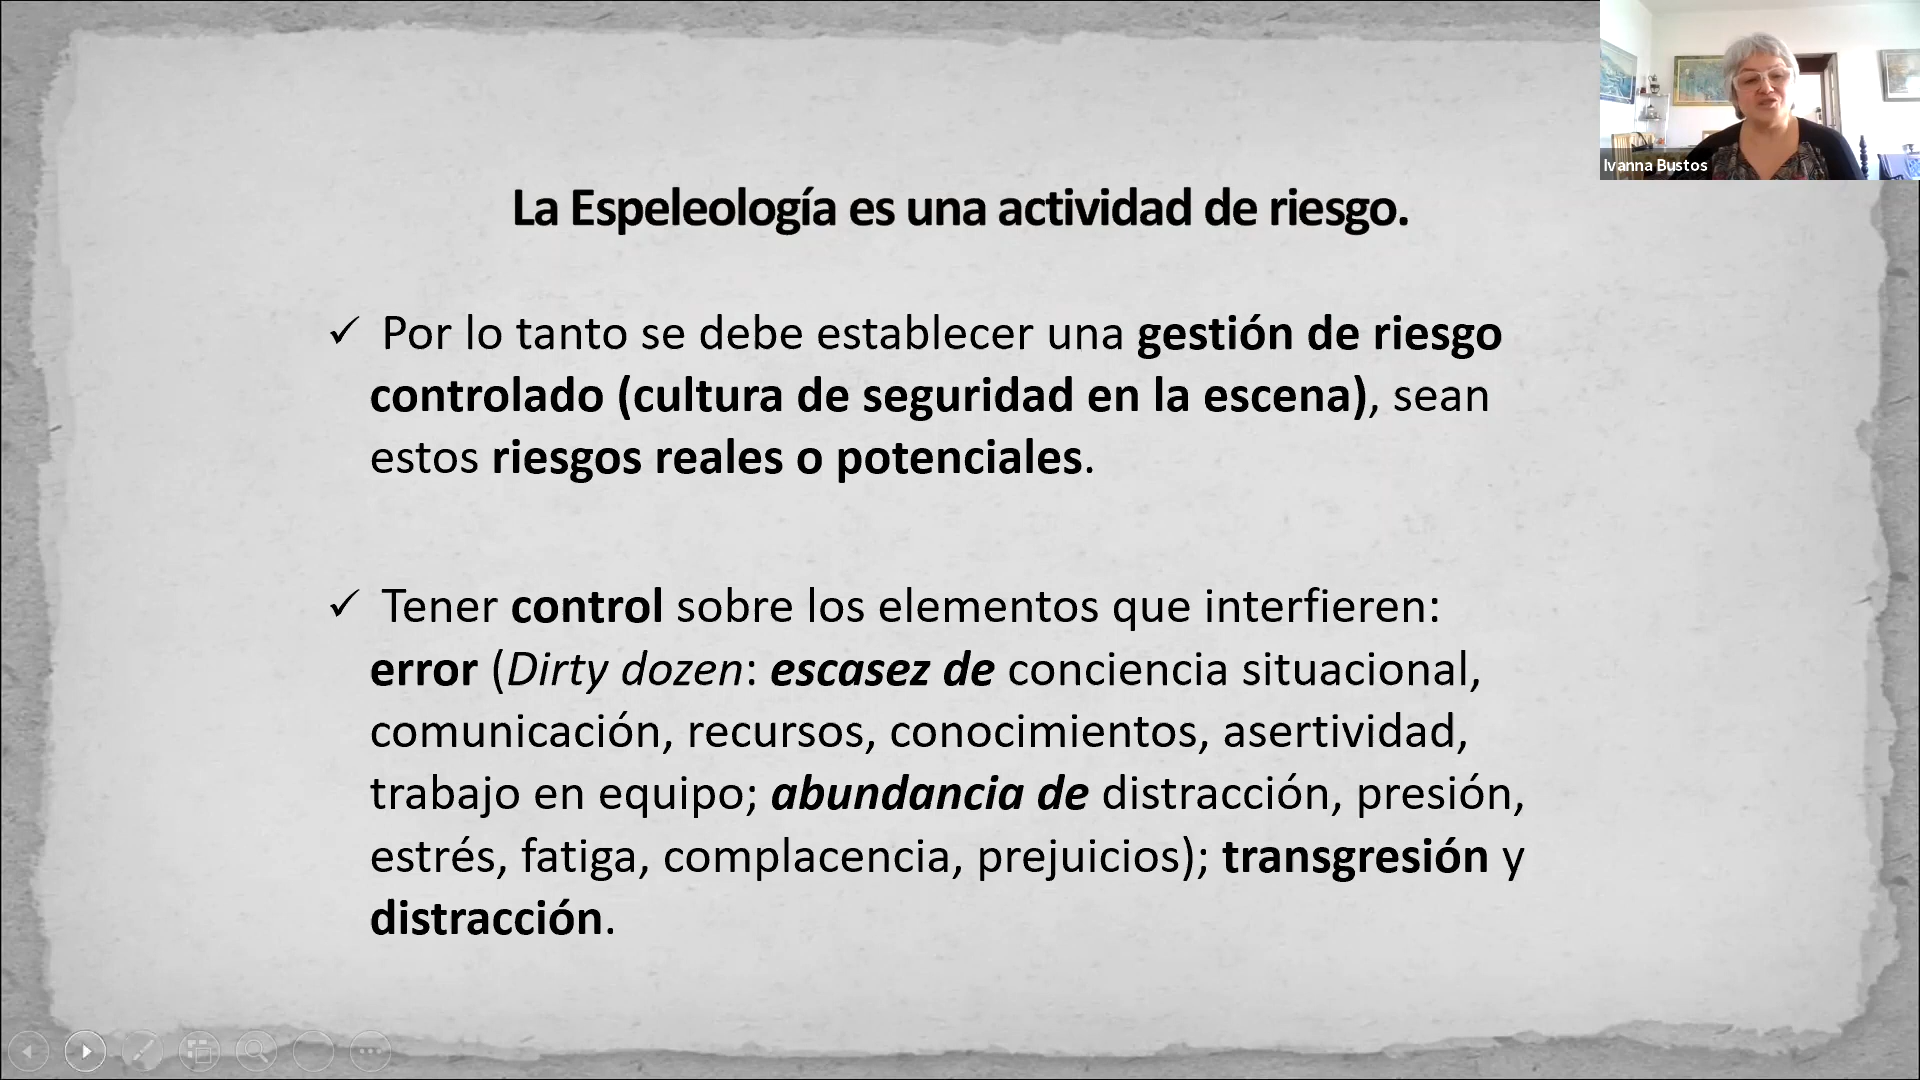 Ivanna Bustos
La Espeleología es una actividad de riesgo.
✓ Por lo tanto se debe establecer una gestión de riesgo
controlado (cultura de seguridad en la escena), sean
estos riesgos reales o potenciales.
✓ Tener control sobre los elementos que interfieren:
error (Dirty dozen: escasez de conciencia situacional,
comunicación, recursos, conocimientos, asertividad,
trabajo en equipo; abundancia de distracción, presión,
estrés, fatiga, complacencia, prejuicios); transgresión y
distracción.